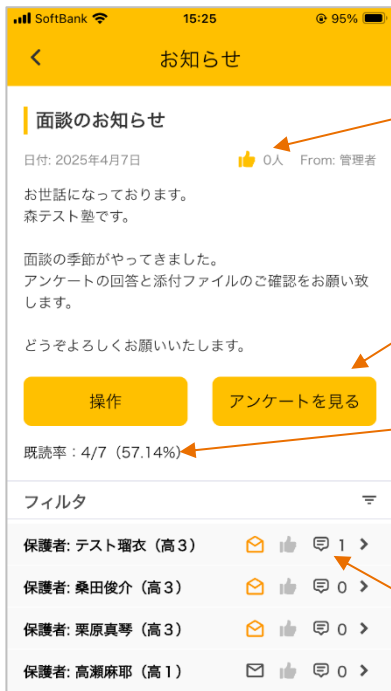 SoftBank 15:25 95%
お知らせ
面談のお知らせ
日付: 2025年4月7日 0人 From: 管理者
お世話になっております。
森テスト塾です。
面談の季節がやってきました。
アンケートの回答と添付ファイルのご確認をお願い致
します。
どうぞよろしくお願いいたします。
操作 アンケートを見る
既読率：4/7（57.14%）
フィルタ
保護者: テスト瑠衣（高３） 1
保護者: 桑田俊介（高３） 0
保護者: 栗原真琴（高３） 0
保護者: 高瀬麻耶（高１） 0